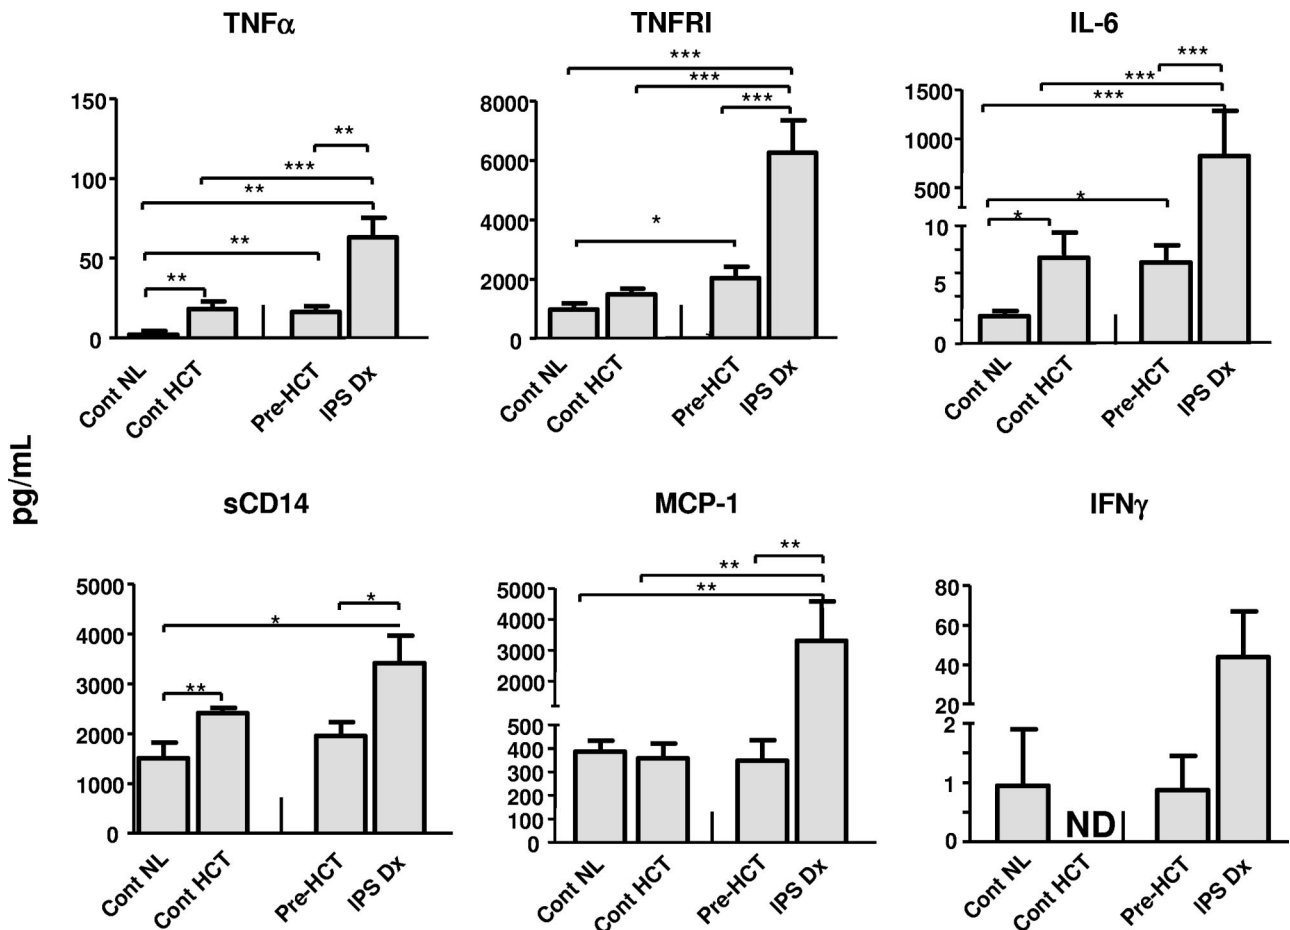 TNFα
TNFRI
IL-6
***
***
***
**
***
**
**
**
150
100
50
0
***
***
*
8000
6000
4000
2000
0
***
***
*
*
1500
1000
500
10
5
5
0
Cont NL
Cont HCT
Pre-HCT
IPS Dx
Cont NL
Cont HCT
Pre-HCT
IPS Dx
Cont NL
Cont HCT
Pre-HCT
IPS Dx
pg/mL
sCD14
MCP-1
IFNγ
*
*
**
5000
4000
3000
2000
1000
0
**
**
**
5000
4000
3000
2000
500
400
300
200
100
0
80
60
40
20
2
1
1
0
ND
Cont NL
Cont HCT
Pre-HCT
IPS Dx
Cont NL
Cont HCT
Pre-HCT
IPS Dx
Cont NL
Cont HCT
Pre-HCT
IPS Dx